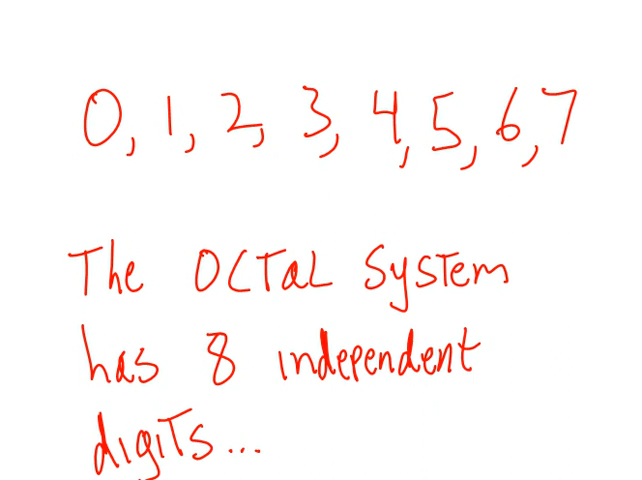 0, 1, 2, 3, 4, 5, 6, 7
The OCTaL System
has 8 independent
digiTs...